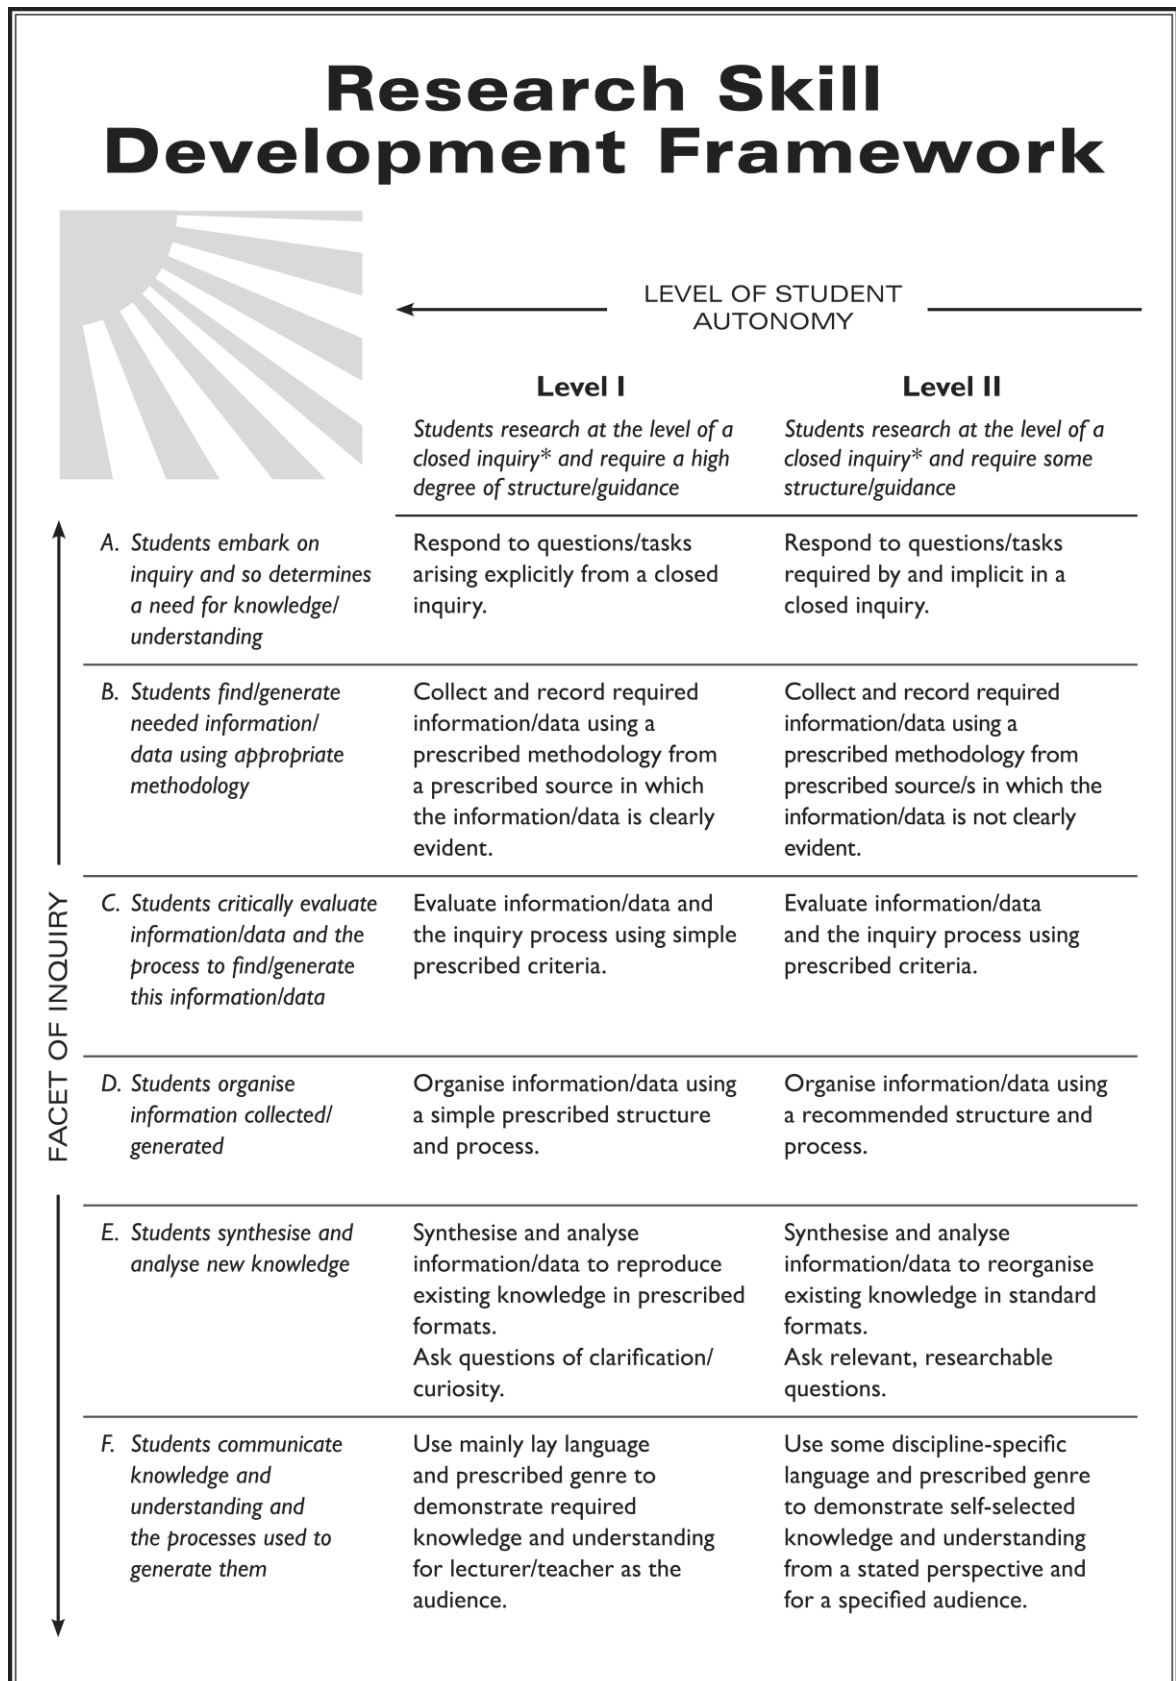 Research Skill
Development Framework
LEVEL OF STUDENT
AUTONOMY
Level I
Students research at the level of a
closed inquiry* and require a high
degree of structure/guidance
Level II
Students research at the level of a
closed inquiry* and require some
structure/guidance
FACET OF INQUIRY
A. Students embark on
inquiry and so determines
a need for knowledge/
understanding
Respond to questions/tasks
arising explicitly from a closed
inquiry.
Respond to questions/tasks
required by and implicit in a
closed inquiry.
B. Students find/generate
needed information/
data using appropriate
methodology
Collect and record required
information/data using a
prescribed methodology from
a prescribed source in which
the information/data is clearly
evident.
Collect and record required
information/data using a
prescribed methodology from
prescribed source/s in which the
information/data is not clearly
evident.
C. Students critically evaluate
information/data and the
process to find/generate
this information/data
Evaluate information/data and
the inquiry process using simple
prescribed criteria.
Evaluate information/data
and the inquiry process using
prescribed criteria.
D. Students organise
information collected/
generated
Organise information/data using
a simple prescribed structure
and process.
Organise information/data using
a recommended structure and
process.
E. Students synthesise and
analyse new knowledge
Synthesise and analyse
information/data to reproduce
existing knowledge in prescribed
formats.
Ask questions of clarification/
curiosity.
Synthesise and analyse
information/data to reorganise
existing knowledge in standard
formats.
Ask relevant, researchable
questions.
F. Students communicate
knowledge and
understanding and
the processes used to
generate them
Use mainly lay language
and prescribed genre to
demonstrate required
knowledge and understanding
for lecturer/teacher as the
audience.
Use some discipline-specific
language and prescribed genre
to demonstrate self-selected
knowledge and understanding
from a stated perspective and
for a specified audience.